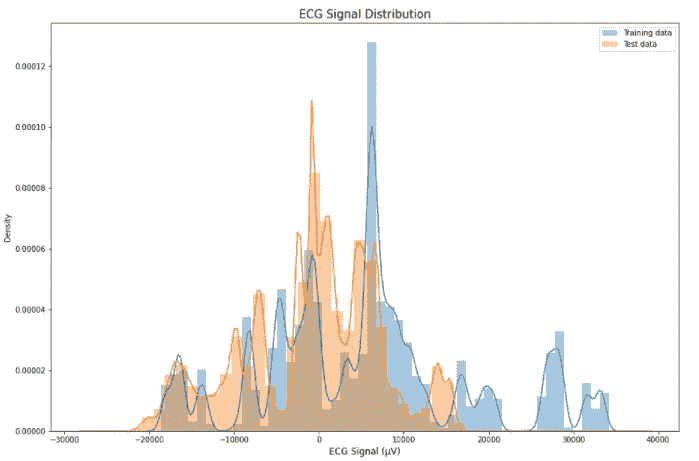 ECG Signal Distribution
Training data
Test data
0.00012
0.00010
0.00008
0.00006
0.00004
0.00002
0.00000
Density
−30000 −20000 −10000 0 10000 20000 30000 40000
ECG Signal (μV)